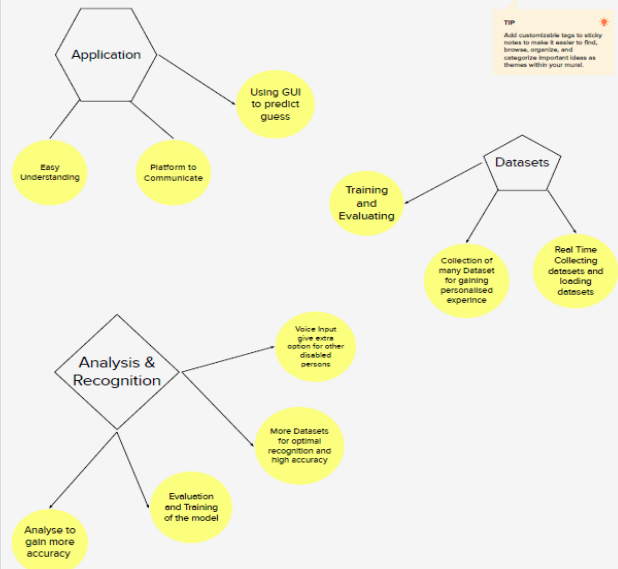 TIP
Add customizable tags to sticky
notes to make it easier to find,
browse, organize, and
categorize important ideas as
themes within your mural.
Application
Using GUI
to predict
guess
Easy
Understanding
Platform to
Communicate
Datasets
Training
and
Evaluating
Collection of
many Dataset
for gaining
personalised
experince
Real Time
Collecting
datasets and
loading
datasets
Analysis &
Recognition
Voice Input
give extra
option for other
disabled
persons
More Datasets
for optimal
recognition and
high accuracy
Evaluation
and Training
of the model
Analyse to
gain more
accuracy